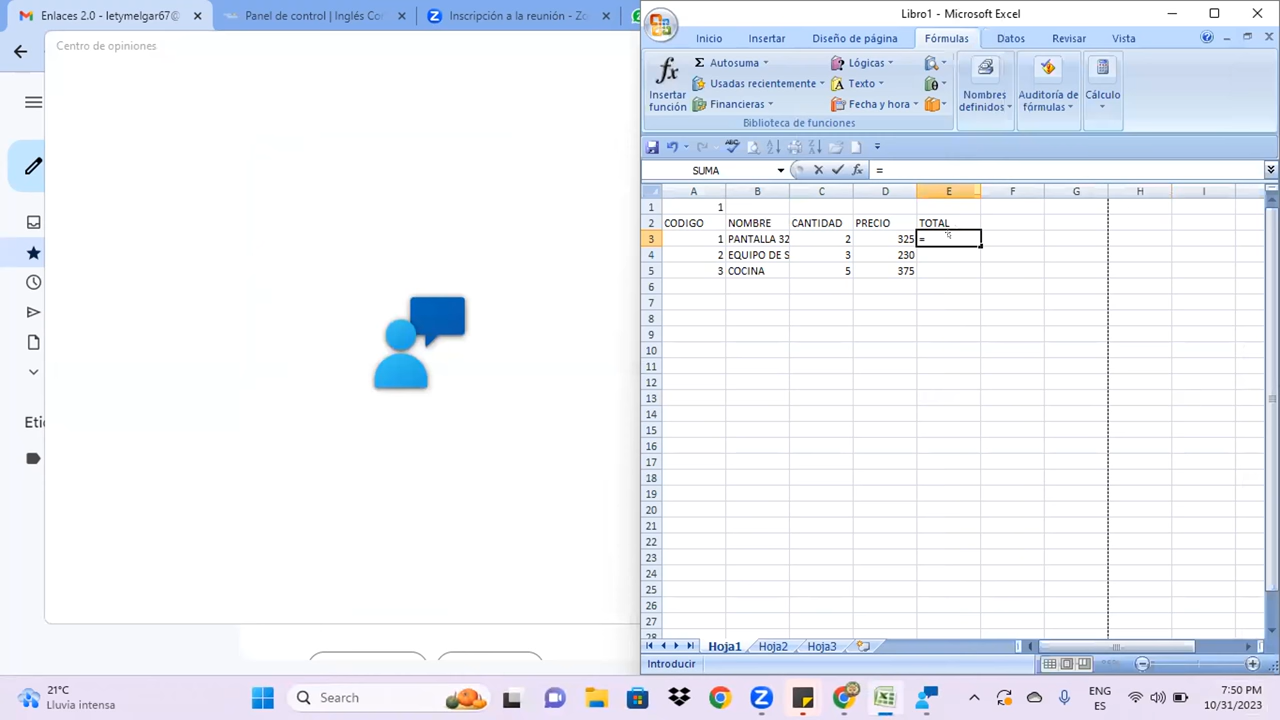 Enlaces 2.0 - letymelgar67@
Panel de control | Inglés Co
Inscripción a la reunión - Zo
Centro de opiniones
Etic
Libro1 - Microsoft Excel
Inicio Insertar Diseño de página Fórmulas Datos Revisar Vista
fx Insertar función
Σ Autosuma
Usadas recientemente
Financieras
Lógicas
Texto
Fecha y hora
Biblioteca de funciones
Nombres definidos
Auditoría de fórmulas
Cálculo
SUMA fx =
A B C D E F G H I
1 1
2 CODIGO NOMBRE CANTIDAD PRECIO TOTAL
3 1 PANTALLA 32 2 325 =
4 2 EQUIPO DE S 3 230
5 3 COCINA 5 375
6
7
8
9
10
11
12
13
14
15
16
17
18
19
20
21
22
23
24
25
26
27
28
Hoja1 Hoja2 Hoja3
Introducir
21°C
Lluvia intensa
Search
ENG
ES
7:50 PM
10/31/2023